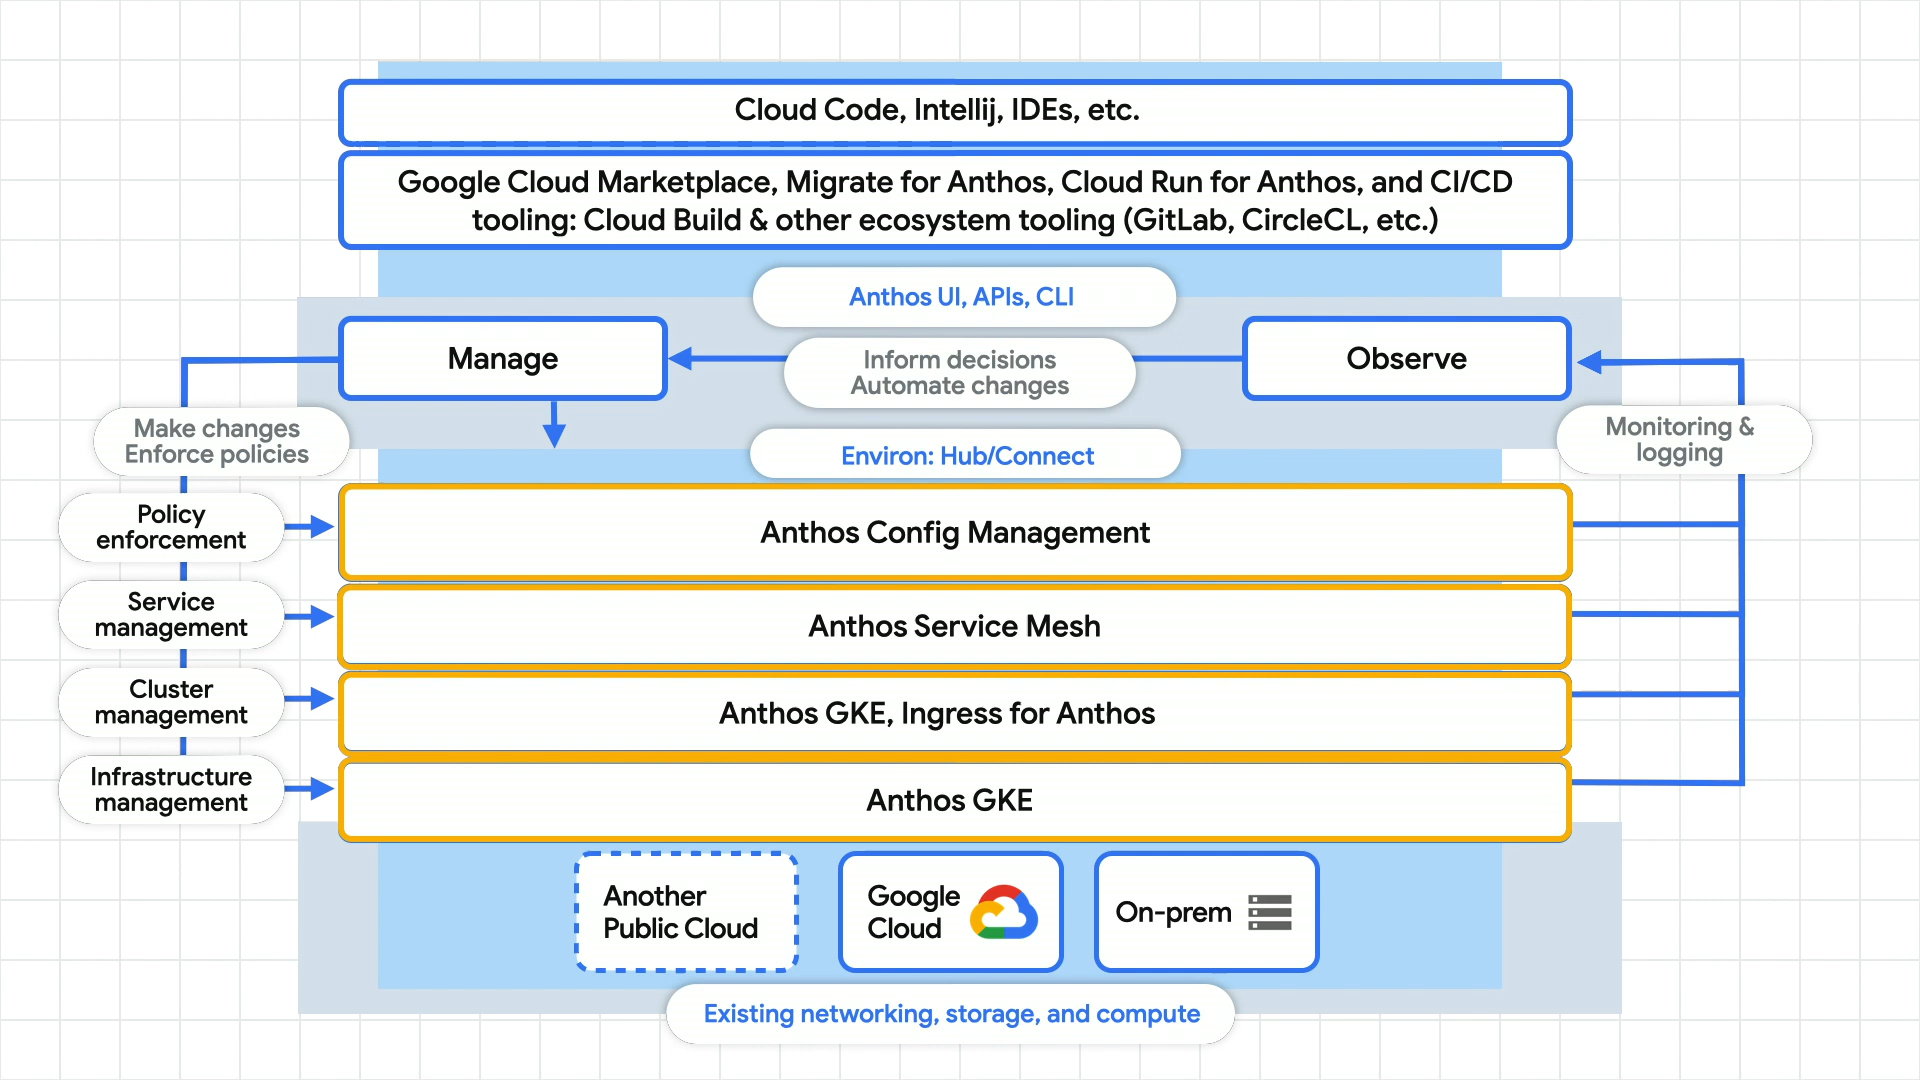 Cloud Code, Intellij, IDEs, etc.
Google Cloud Marketplace, Migrate for Anthos, Cloud Run for Anthos, and CI/CD
tooling: Cloud Build & other ecosystem tooling (GitLab, CircleCL, etc.)
Anthos UI, APIs, CLI
Manage
Inform decisions
Automate changes
Observe
Make changes
Enforce policies
Monitoring &
logging
Environ: Hub/Connect
Policy
enforcement
Anthos Config Management
Service
management
Anthos Service Mesh
Cluster
management
Anthos GKE, Ingress for Anthos
Infrastructure
management
Anthos GKE
Another
Public Cloud
Google
Cloud
On-prem
Existing networking, storage, and compute